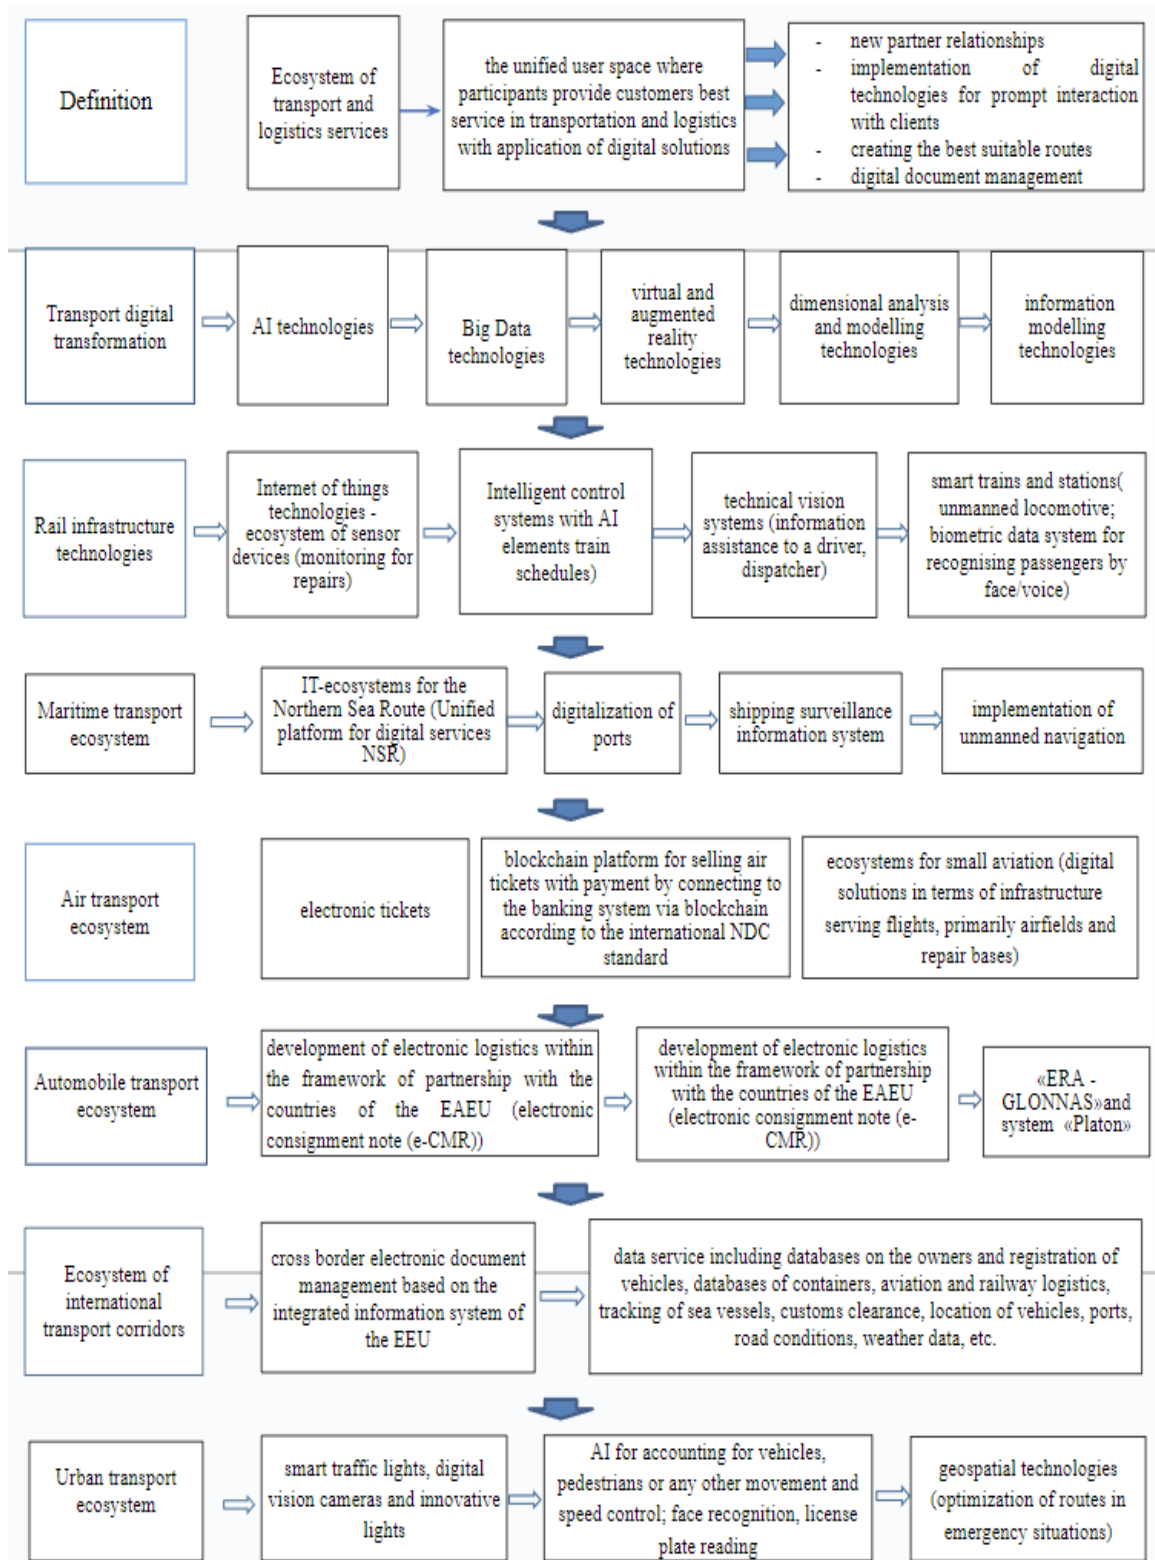 Definition
Ecosystem of
transport and
logistics services
the unified user space where
participants provide customers best
service in transportation and logistics
with application of digital solutions
- new partner relationships
- implementation of digital
technologies for prompt interaction
with clients
- creating the best suitable routes
- digital document management
Transport digital
transformation
AI technologies
Big Data
technologies
virtual and
augmented
reality
technologies
dimensional analysis
and modelling
technologies
information
modelling
technologies
Rail infrastructure
technologies
Internet of things
technologies -
ecosystem of sensor
devices (monitoring for
repairs)
Intelligent control
systems with AI
elements train
schedules)
technical vision
systems (information
assistance to a driver,
dispatcher)
smart trains and stations(
unmanned locomotive;
biometric data system for
recognising passengers by
face/voice)
Maritime transport
ecosystem
IT-ecosystems for the
Northern Sea Route (Unified
platform for digital services
NSR)
digitalization of
ports
shipping surveillance
information system
implementation of
unmanned navigation
Air transport
ecosystem
electronic tickets
blockchain platform for selling air
tickets with payment by connecting to
the banking system via blockchain
according to the international NDC
standard
ecosystems for small aviation (digital
solutions in terms of infrastructure
serving flights, primarily airfields and
repair bases)
Automobile transport
ecosystem
development of electronic logistics within
the framework of partnership with the
countries of the EAEU (electronic
consignment note (e-CMR))
development of electronic logistics
within the framework of partnership
with the countries of the EAEU
(electronic consignment note (e-
CMR))
«ERA -
GLONNAS»and
system «Platon»
Ecosystem of
international
transport corridors
cross border electronic document
management based on the
integrated information system of
the EEU
data service including databases on the owners and registration of
vehicles, databases of containers, aviation and railway logistics,
tracking of sea vessels, customs clearance, location of vehicles, ports,
road conditions, weather data, etc.
Urban transport
ecosystem
smart traffic lights, digital
vision cameras and innovative
lights
AI for accounting for vehicles,
pedestrians or any other movement and
speed control; face recognition, license
plate reading
geospatial technologies
(optimization of routes in
emergency situations)